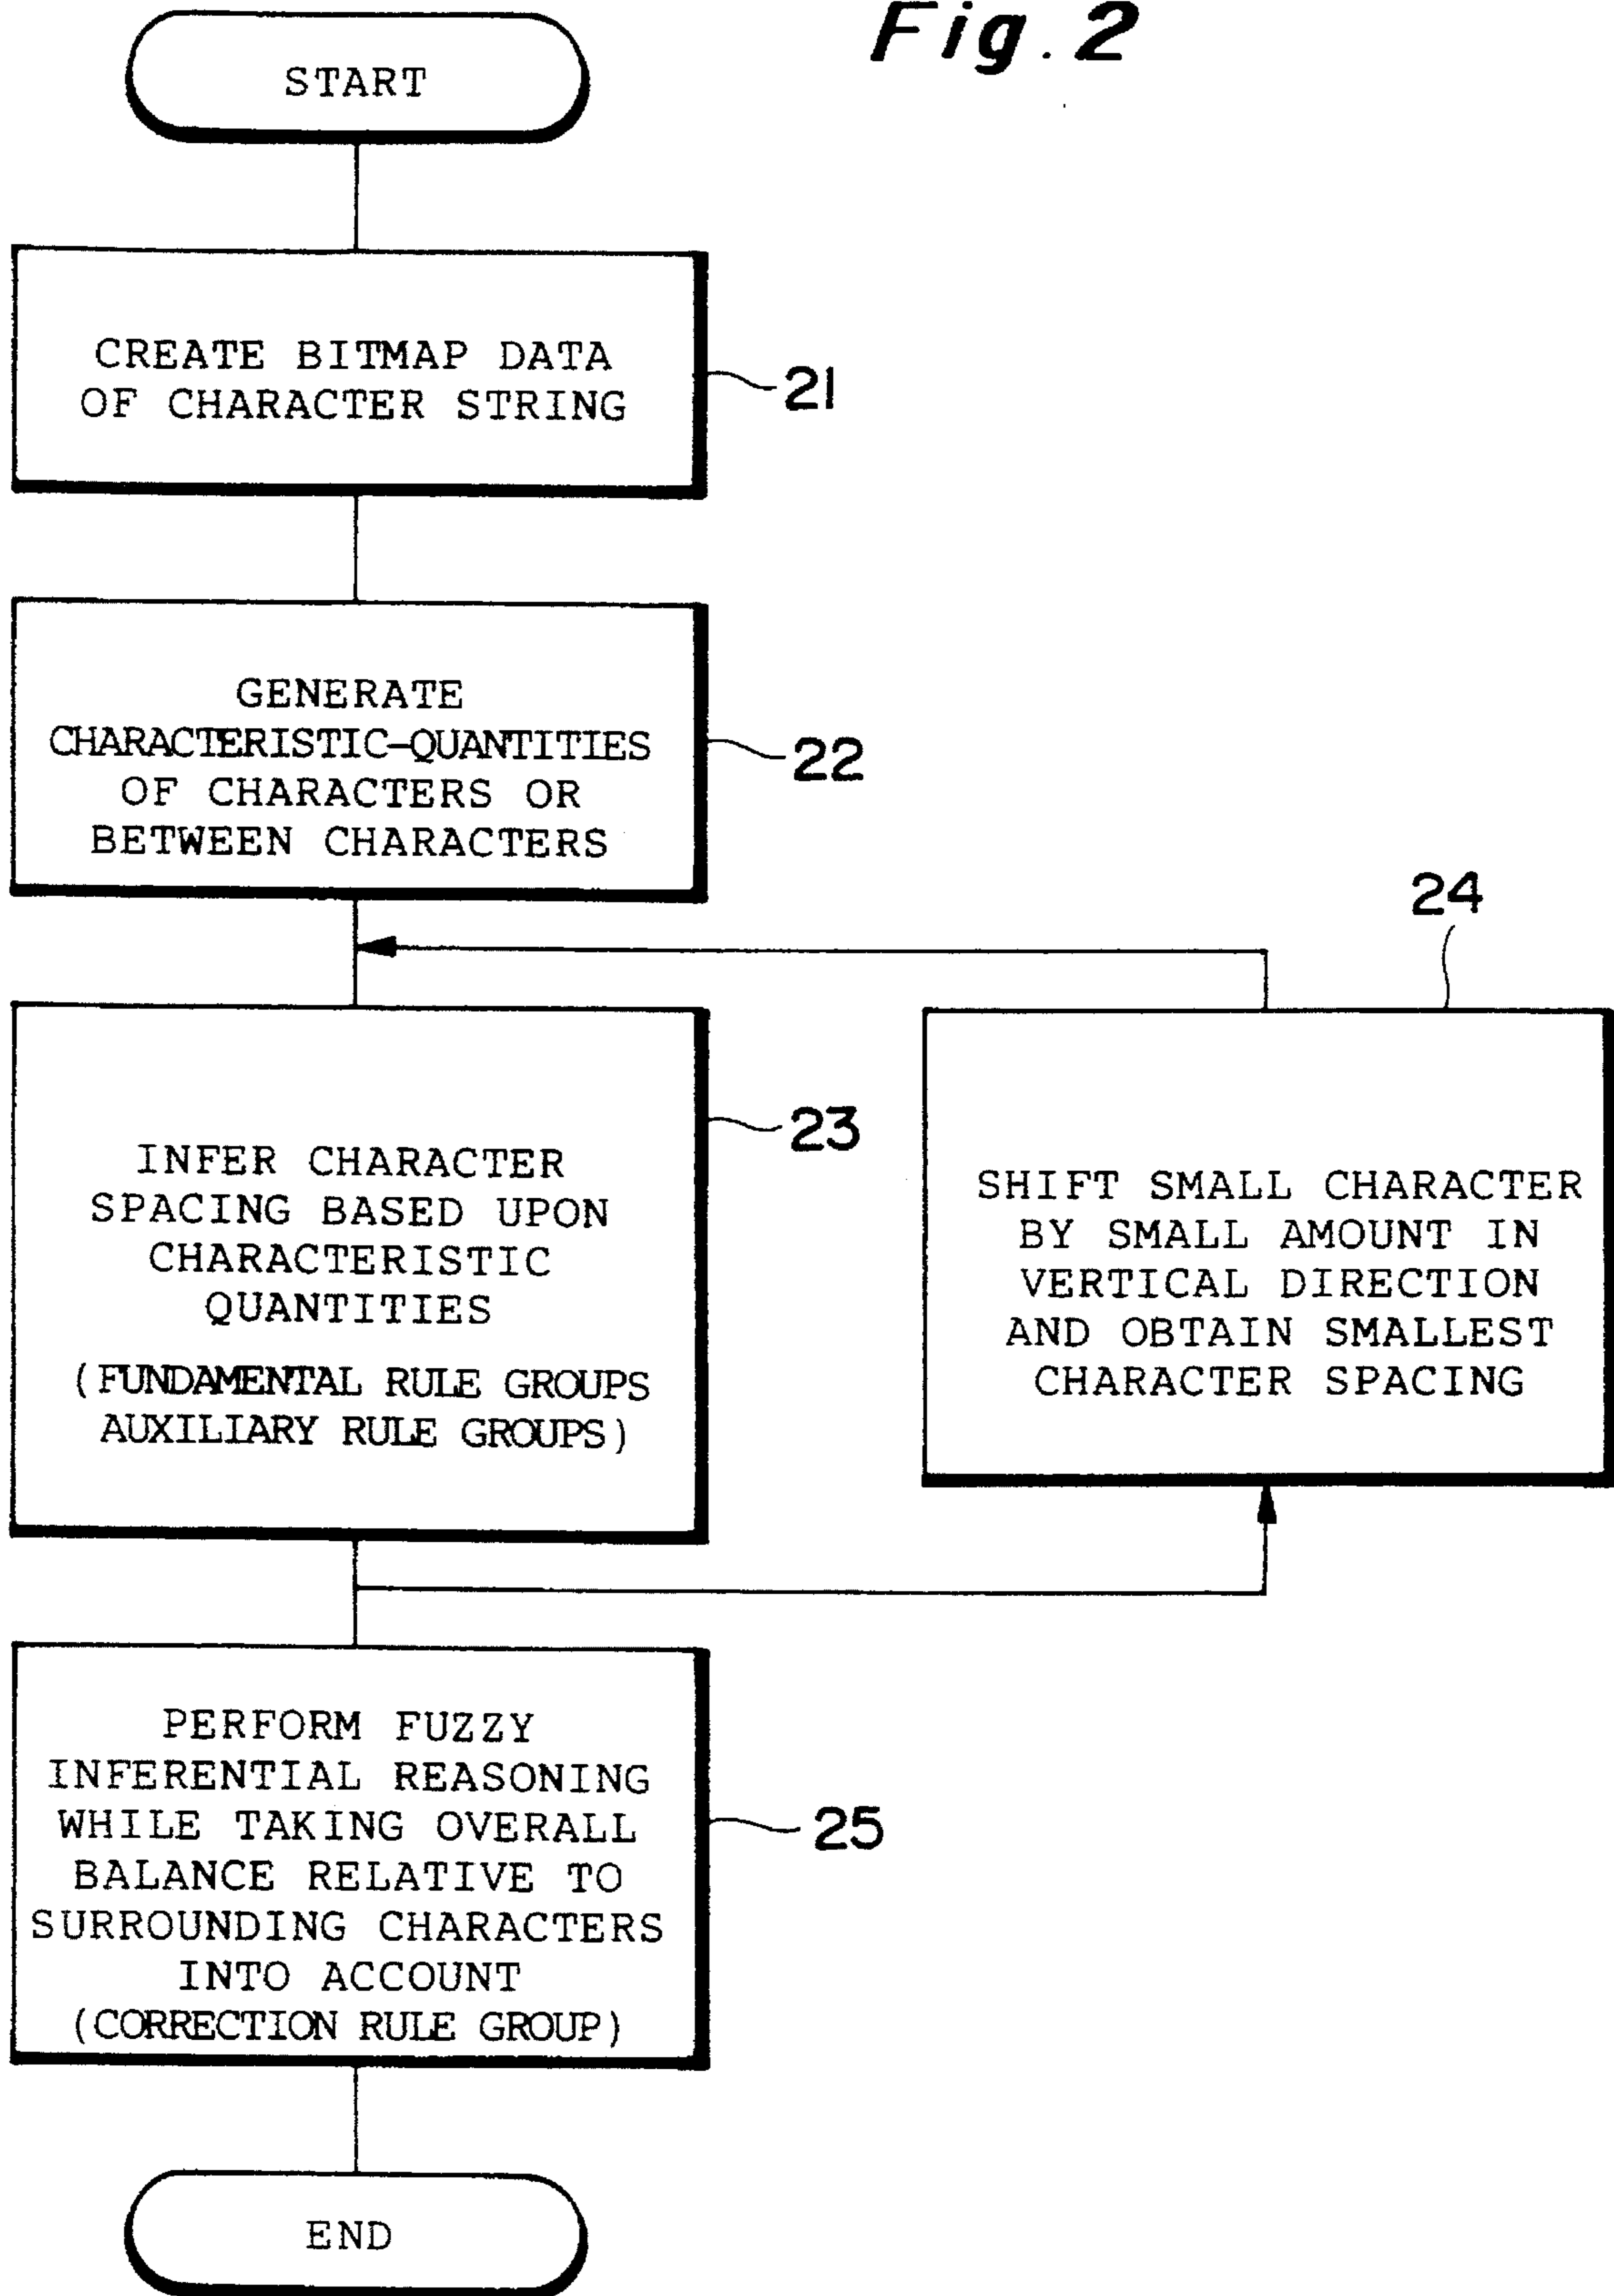 Fig. 2
START
CREATE BITMAP DATA
OF CHARACTER STRING
21
GENERATE
CHARACTERISTIC-QUANTITIES
OF CHARACTERS OR
BETWEEN CHARACTERS
22
INFER CHARACTER
SPACING BASED UPON
CHARACTERISTIC
QUANTITIES
(FUNDAMENTAL RULE GROUPS
AUXILIARY RULE GROUPS)
23
24
SHIFT SMALL CHARACTER
BY SMALL AMOUNT IN
VERTICAL DIRECTION
AND OBTAIN SMALLEST
CHARACTER SPACING
PERFORM FUZZY
INFERENTIAL REASONING
WHILE TAKING OVERALL
BALANCE RELATIVE TO
SURROUNDING CHARACTERS
INTO ACCOUNT
(CORRECTION RULE GROUP)
25
END